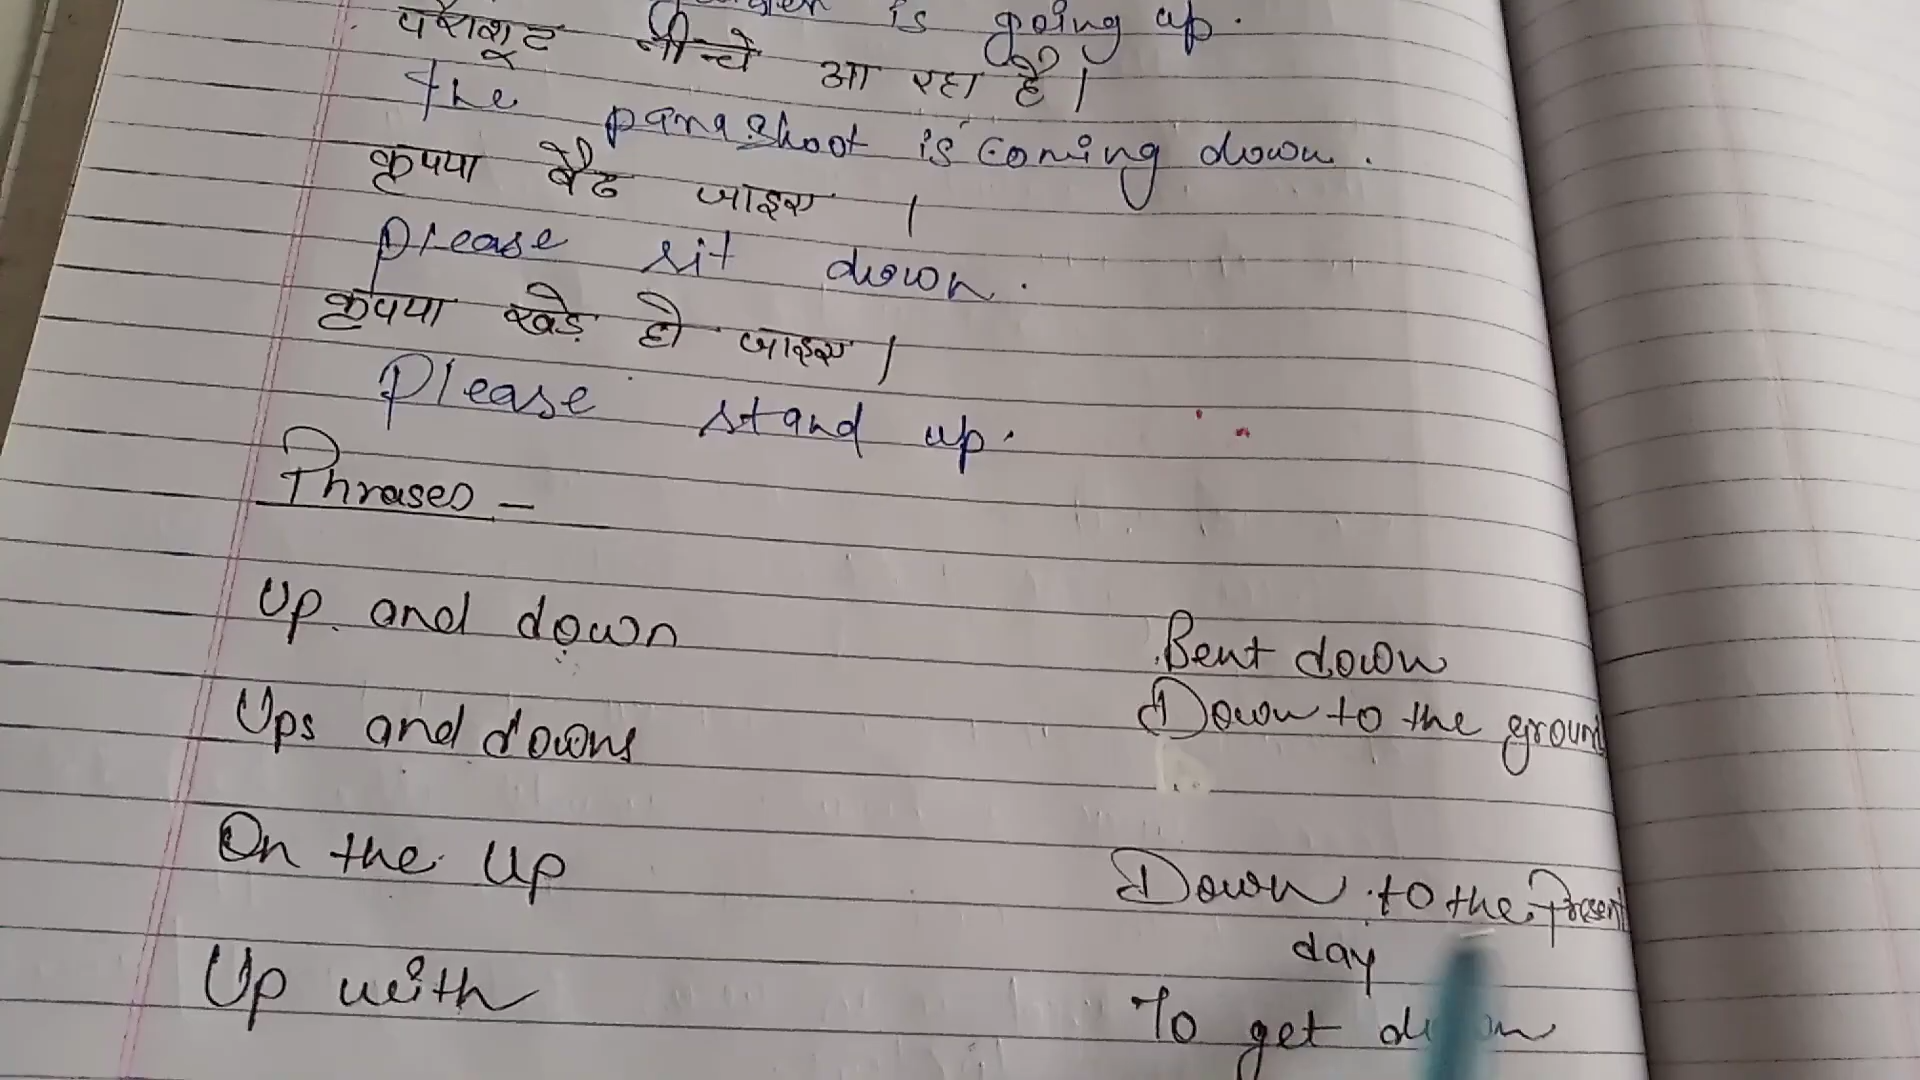 is going up.
पैराशूट नीचे आ रहा है।
the parashoot is coming down.
कृपया बैठ जाइए।
please sit down.
कृपया खड़े हो जाइए।
Please stand up.
Phrases -
Up and down
Bent down
Ups and downs
Down to the ground
On the Up
Down to the Present
day
Up with
To get down